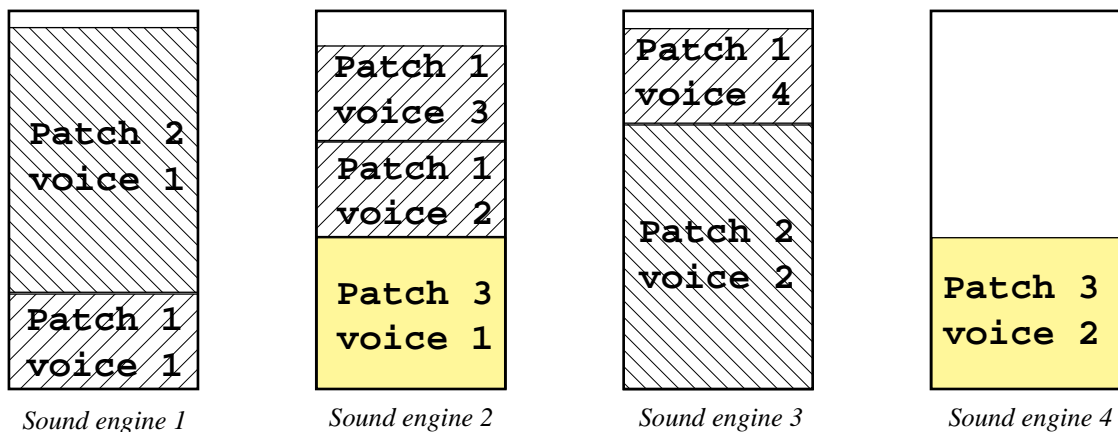 Patch 2
voice 1
Patch 1
voice 1
Sound engine 1
Patch 1
voice 3
Patch 1
voice 2
Patch 3
voice 1
Sound engine 2
Patch 1
voice 4
Patch 2
voice 2
Sound engine 3
Patch 3
voice 2
Sound engine 4